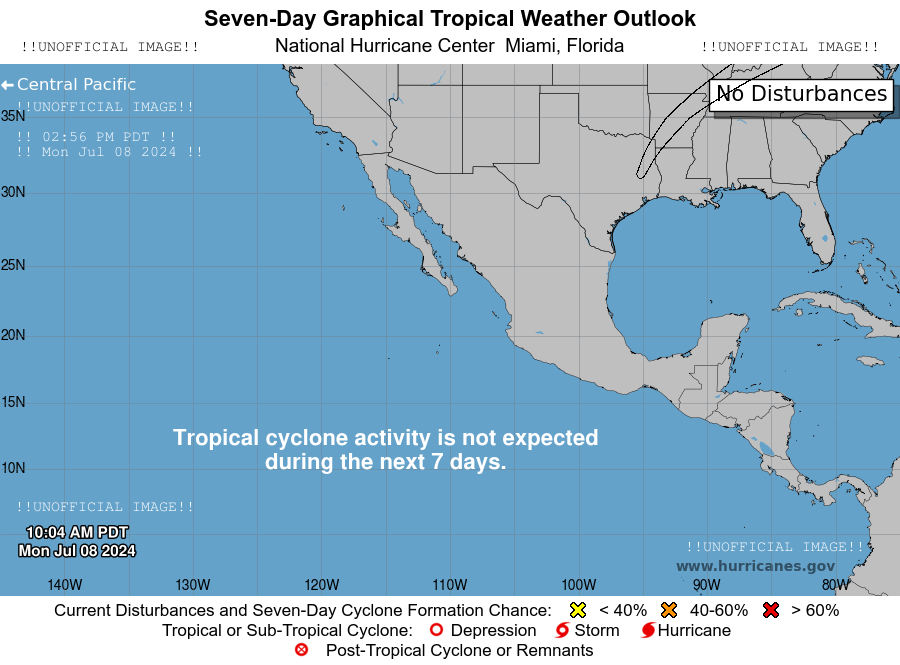 Seven-Day Graphical Tropical Weather Outlook
!!UNOFFICIAL IMAGE!! National Hurricane Center Miami, Florida !!UNOFFICIAL IMAGE!!
Central Pacific
No Disturbances
!!UNOFFICIAL IMAGE!!
35N
!! 02:56 PM PDT !!
!! Mon Jul 08 2024 !!
30N
25N
20N
15N
Tropical cyclone activity is not expected
during the next 7 days.
10N
!!UNOFFICIAL IMAGE!!
10:04 AM PDT
Mon Jul 08 2024
!!UNOFFICIAL IMAGE!!
www.hurricanes.gov
140W 130W 120W 110W 100W 90W 80W
Current Disturbances and Seven-Day Cyclone Formation Chance: < 40% 40-60% > 60%
Tropical or Sub-Tropical Cyclone: Depression Storm Hurricane
Post-Tropical Cyclone or Remnants